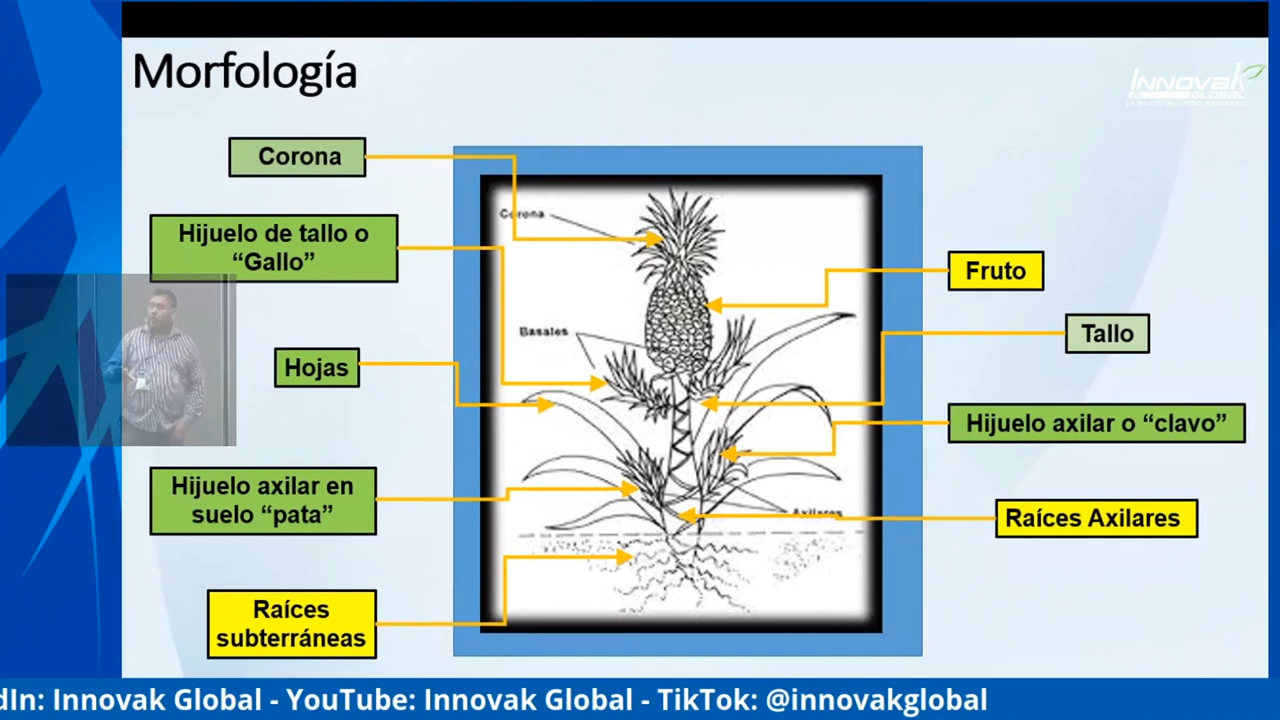 Morfología
Innovak
GLOBAL
Corona
Hijuelo de tallo o
“Gallo”
Hojas
Hijuelo axilar en
suelo “pata”
Raíces
subterráneas
Corona
Basales
Axilares
Fruto
Tallo
Hijuelo axilar o “clavo”
Raíces Axilares
dIn: Innovak Global - YouTube: Innovak Global - TikTok: @innovakglobal